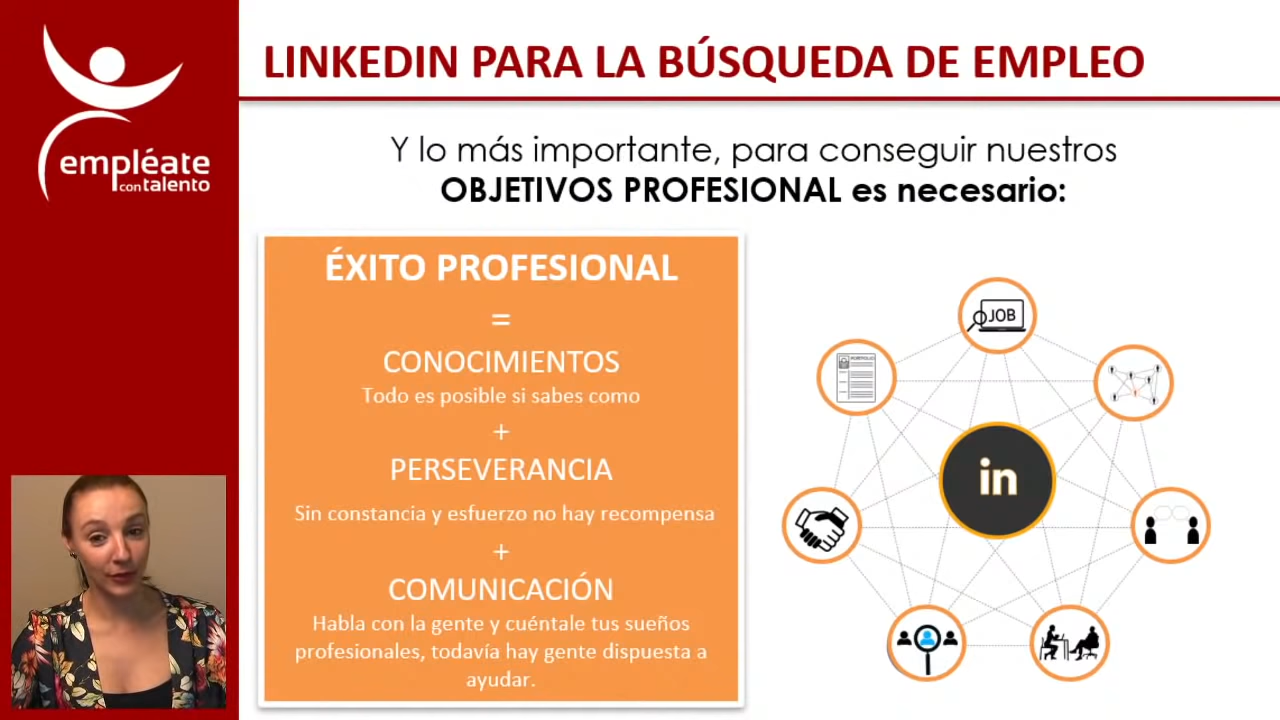 empléate
con talento
LINKEDIN PARA LA BÚSQUEDA DE EMPLEO
Y lo más importante, para conseguir nuestros
OBJETIVOS PROFESIONAL es necesario:
ÉXITO PROFESIONAL
=
CONOCIMIENTOS
Todo es posible si sabes como
+
PERSEVERANCIA
Sin constancia y esfuerzo no hay recompensa
+
COMUNICACIÓN
Habla con la gente y cuéntale tus sueños
profesionales, todavía hay gente dispuesta a
ayudar.
JOB
PORTFOLIO
in